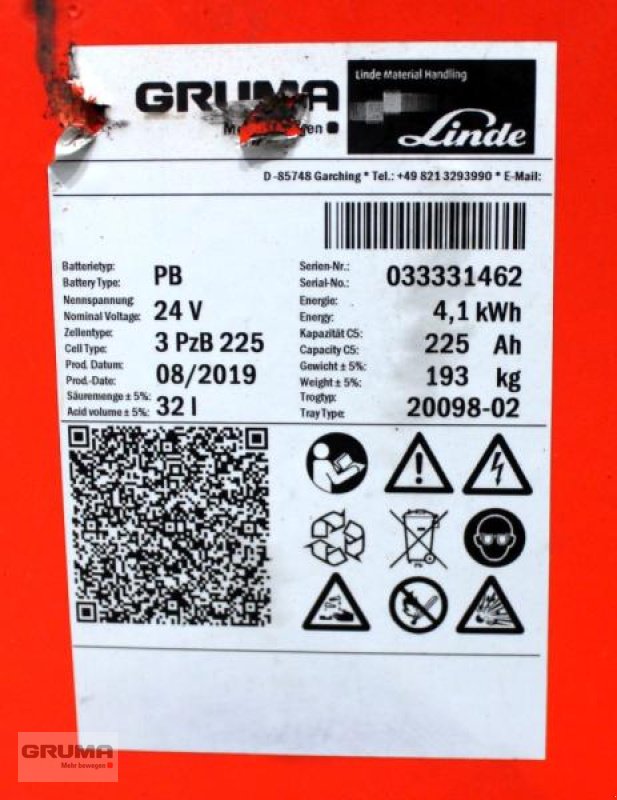 GRUMA
Linde Material Handling
Linde
D-85748 Garching * Tel.: +49 821 3293990 * E-Mail:
Batterietyp:
Battery Type: PB
Serien-Nr.:
Serial-No.: 033331462
Nennspannung
Nominal Voltage: 24 V
Energie:
Energy: 4,1 kWh
Zellentype:
Cell Type: 3 PzB 225
Kapazität C5:
Capacity C5: 225 Ah
Prod. Datum:
Prod.-Date: 08/2019
Gewicht ± 5%:
Weight ± 5%: 193 kg
Säuremenge ± 5%:
Acid volume ± 5%: 32 l
Trogtyp:
Tray Type: 20098-02
GRUMA
Mehr bewegen